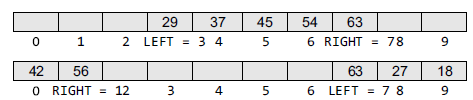 29 37 45 54 63
0 1 2 LEFT = 3 4 5 6 RIGHT = 7 8 9
42 56 63 27 18
0 RIGHT = 1 2 3 4 5 6 LEFT = 7 8 9